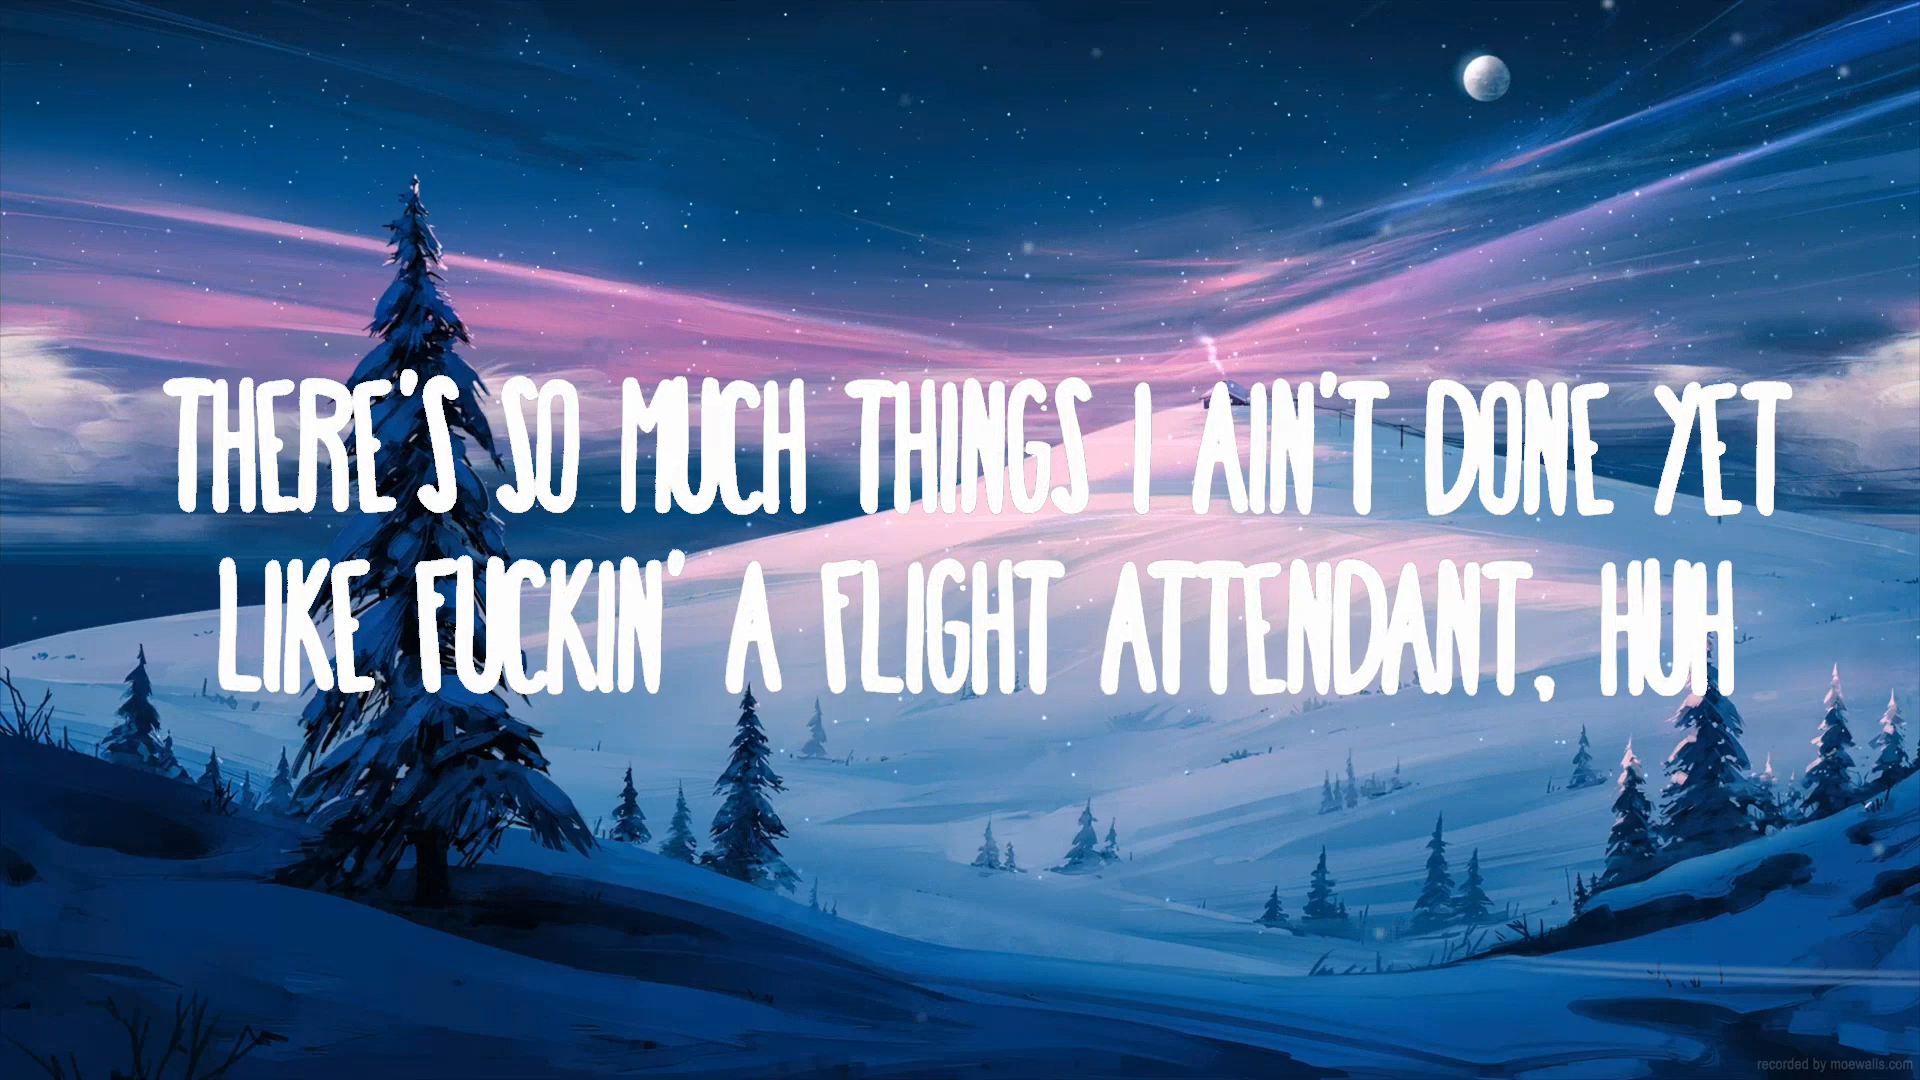 THERE'S SO MUCH THINGS I AIN'T DONE YET
LIKE FUCKIN' A FLIGHT ATTENDANT, HUH
recorded by moewalls.com